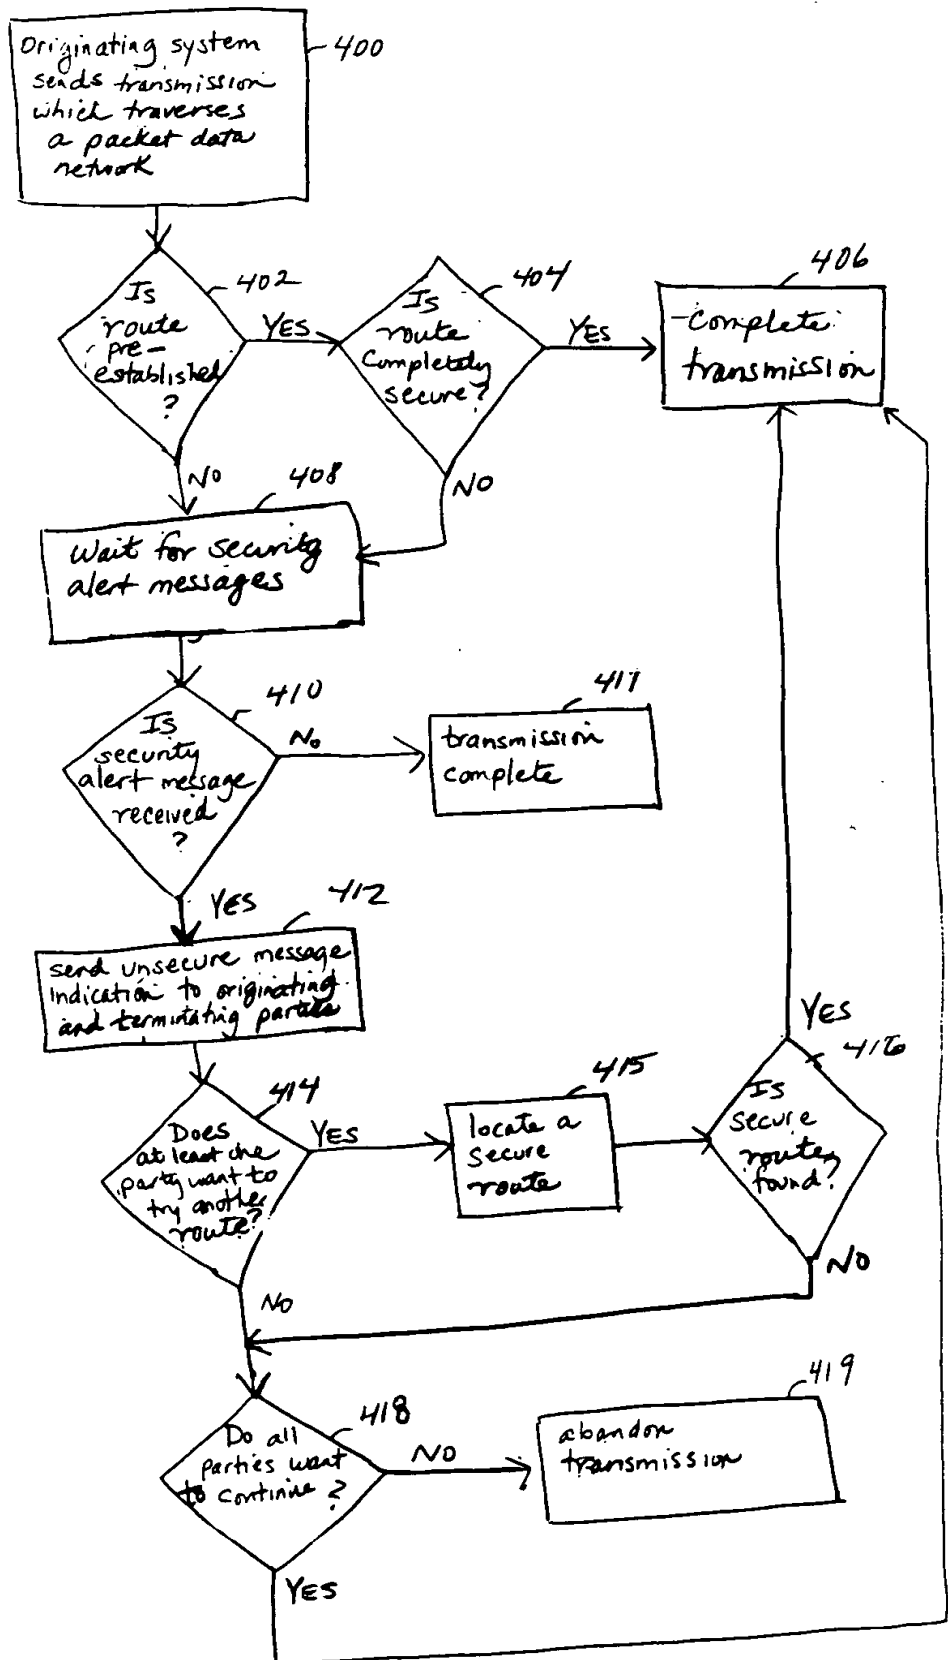 Originating system
sends transmission
which traverses
a packet data
network
400
Is
route
pre-
established
?
402
YES
Is
route
Completely
secure?
404
YES
406
Complete
transmission
NO
NO
408
Wait for security
alert messages
410
Is
security
alert message
received
?
No
411
transmission
complete
YES
412
send unsecure message
indication to originating
and terminating parties
414
Does
at least one
party want to
try another
route?
YES
415
locate a
secure
route
YES
416
Is
secure
route
found?
NO
NO
418
Do all
parties want
to continue ?
NO
419
abandon
transmission
YES